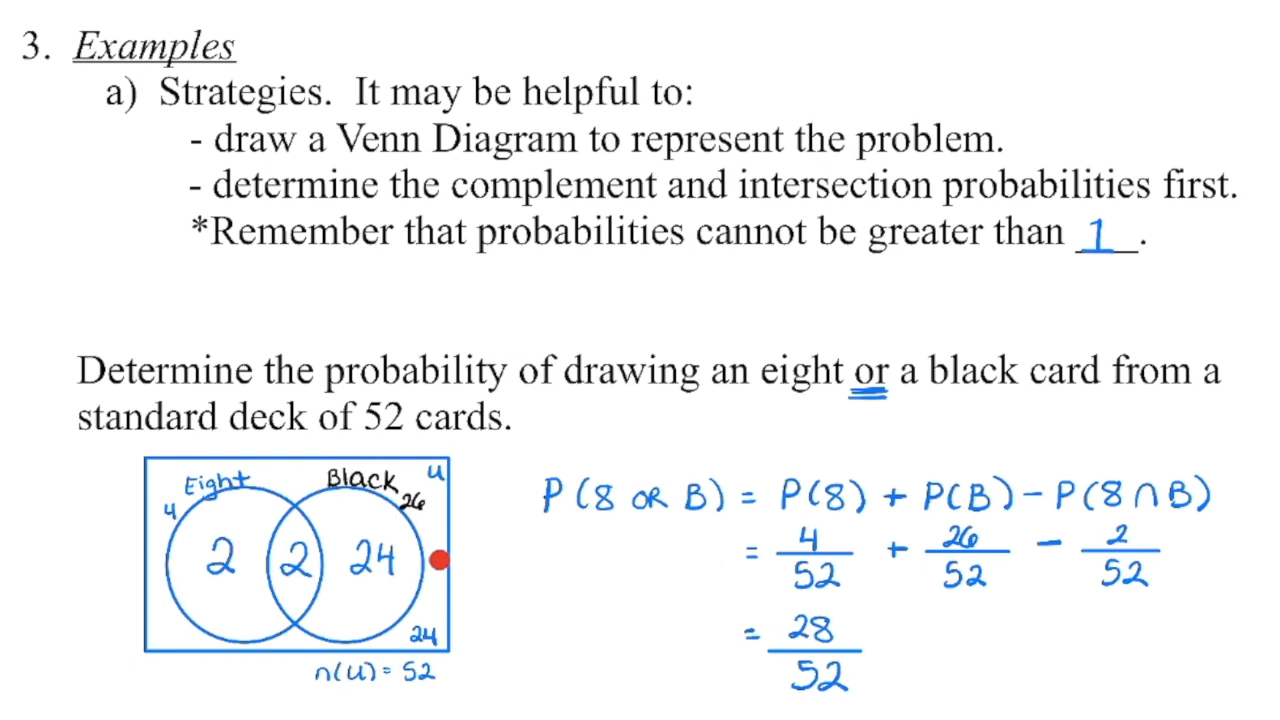 3. Examples
a) Strategies. It may be helpful to:
- draw a Venn Diagram to represent the problem.
- determine the complement and intersection probabilities first.
*Remember that probabilities cannot be greater than 1.
Determine the probability of drawing an eight or a black card from a
standard deck of 52 cards.
Eight Black U
4 26
2 2 24
24
n(U) = 52
P(8 OR B) = P(8) + P(B) - P(8 ∩ B)
= 4/52 + 26/52 - 2/52
= 28/52